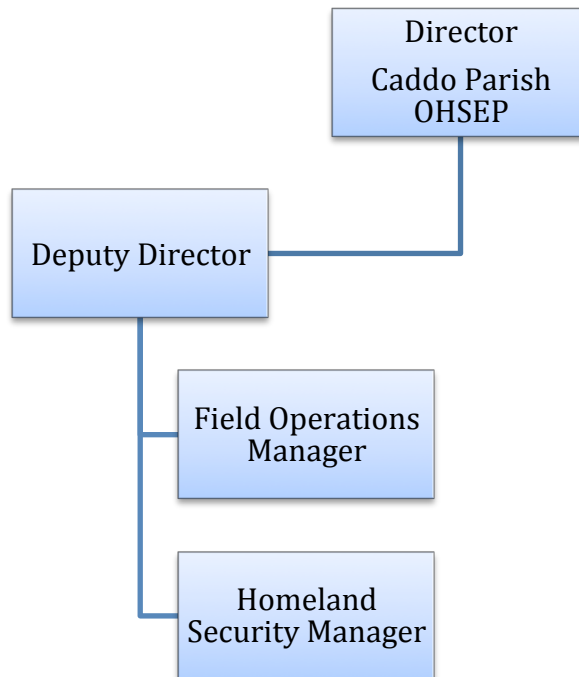 Director
Caddo Parish
OHSEP
Deputy Director
Field Operations
Manager
Homeland
Security Manager